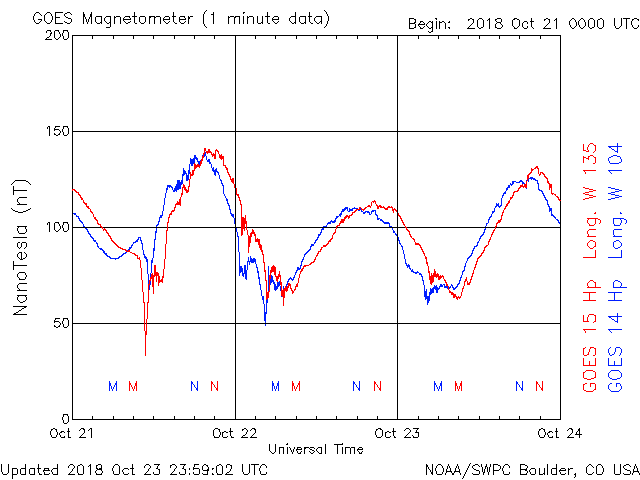 GOES Magnetometer (1 minute data)
Begin: 2018 Oct 21 0000 UTC
200
150
100
50
0
NanoTesla (nT)
M M N N M M N N M M N N
Oct 21 Oct 22 Oct 23 Oct 24
Universal Time
GOES 15 Hp Long. W 135
GOES 14 Hp Long. W 104
Updated 2018 Oct 23 23:59:02 UTC
NOAA/SWPC Boulder, CO USA